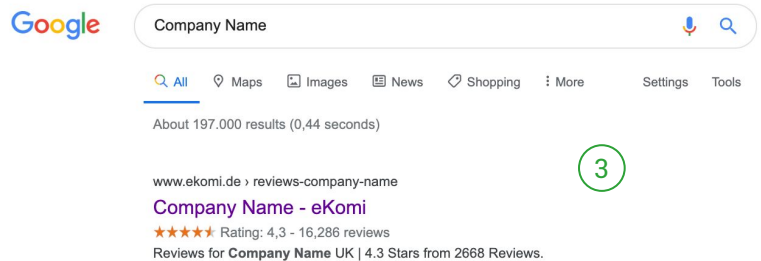 Google Company Name
All Maps Images News Shopping More Settings Tools
About 197.000 results (0,44 seconds)
3
www.ekomi.de › reviews-company-name
Company Name - eKomi
Rating: 4,3 - 16,286 reviews
Reviews for Company Name UK | 4.3 Stars from 2668 Reviews.